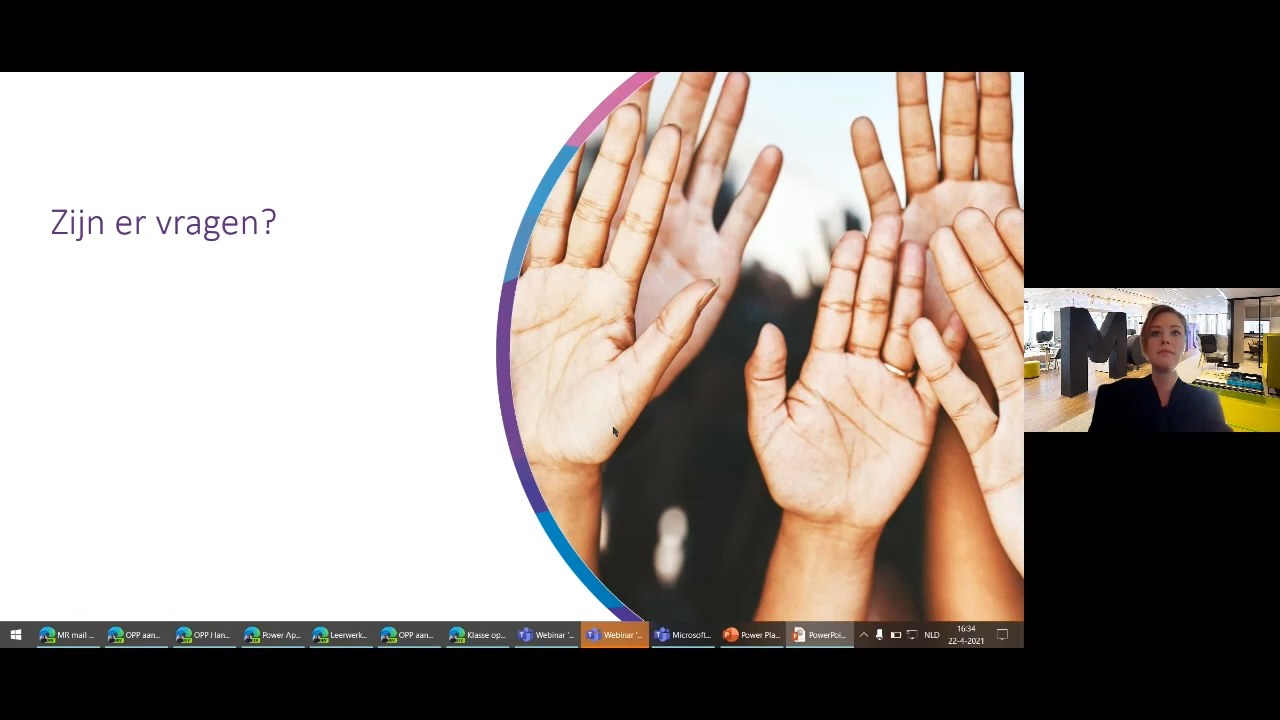 Zijn er vragen?
M
MR mail ...
OPP aan...
OPP Han...
Power Ap...
Leerwerk...
OPP aan...
Klasse op...
Webinar '...
Webinar '...
Microsoft...
Power Pla...
PowerPoi...
NLD
16:34
22-4-2021